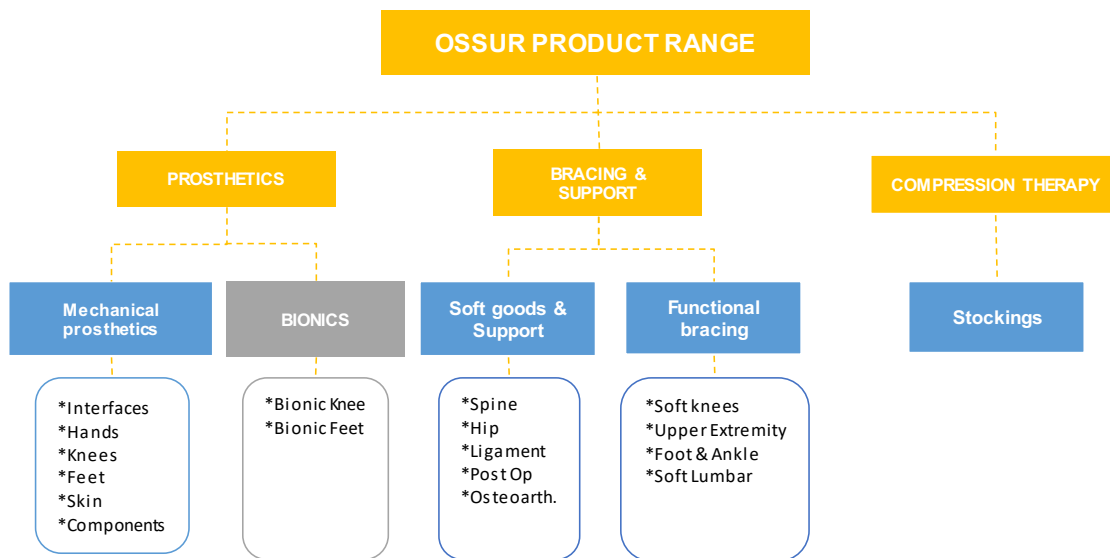 OSSUR PRODUCT RANGE
PROSTHETICS
BRACING &
SUPPORT
COMPRESSION THERAPY
Mechanical
prosthetics
BIONICS
Soft goods &
Support
Functional
bracing
Stockings
*Interfaces
*Hands
*Knees
*Feet
*Skin
*Components
*Bionic Knee
*Bionic Feet
*Spine
*Hip
*Ligament
*Post Op
*Osteoarth.
*Soft knees
*Upper Extremity
*Foot & Ankle
*Soft Lumbar